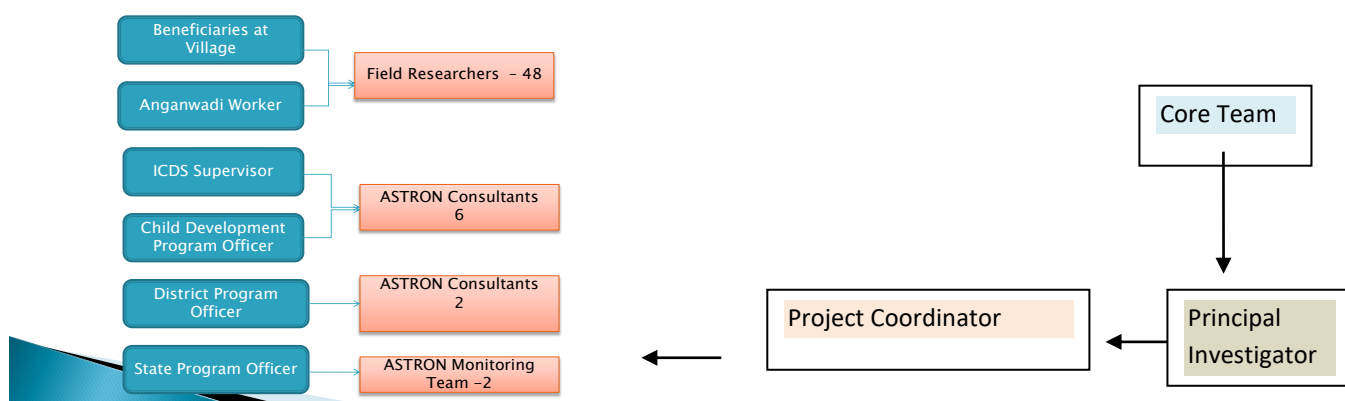 Beneficiaries at
Village
Field Researchers - 48
Anganwadi Worker
ICDS Supervisor
ASTRON Consultants
6
Child Development
Program Officer
District Program
Officer
ASTRON Consultants
2
State Program Officer
ASTRON Monitoring
Team -2
Core Team
Project Coordinator
Principal
Investigator